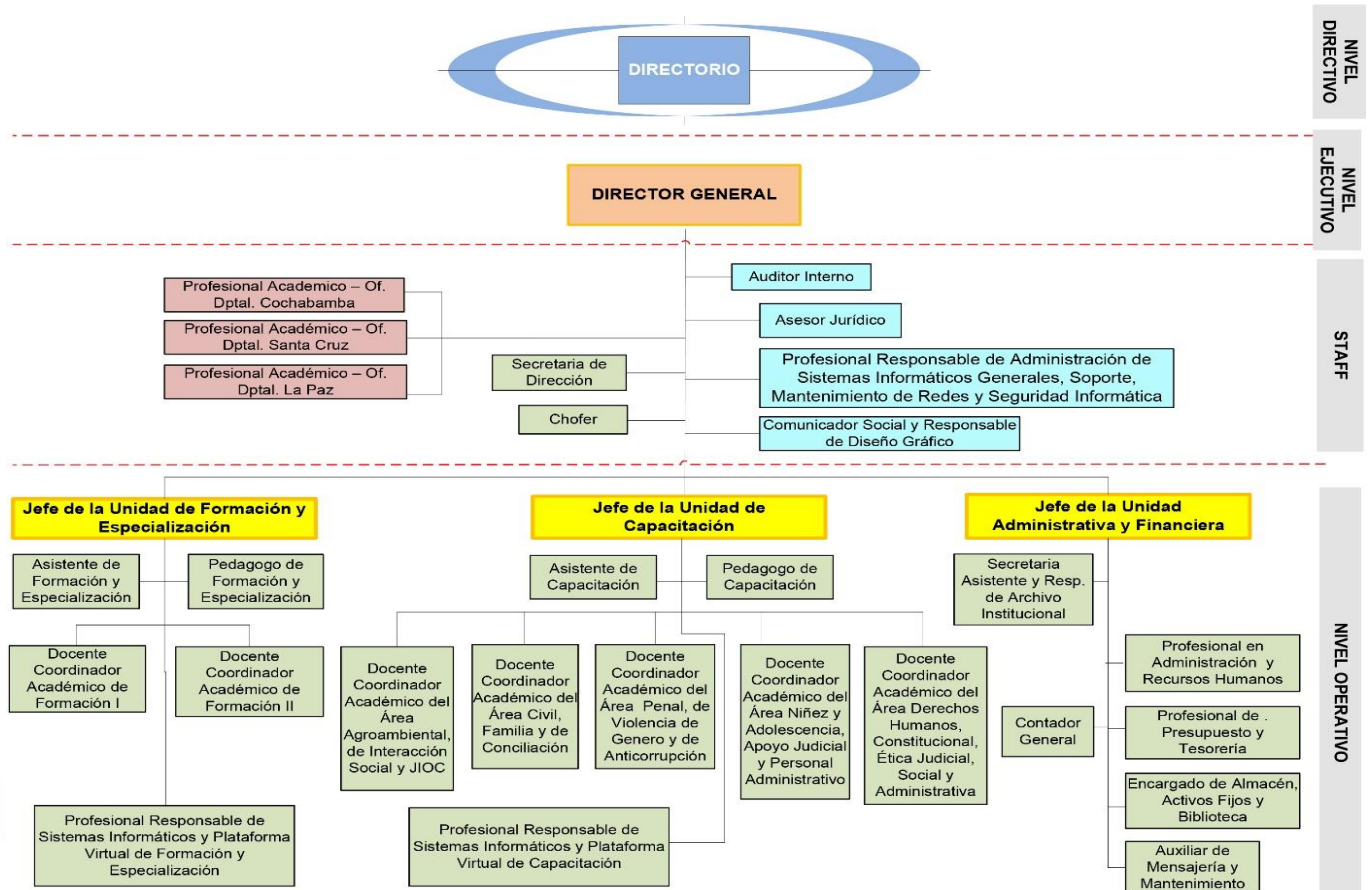 DIRECTORIO
NIVEL
DIRECTIVO
DIRECTOR GENERAL
NIVEL
EJECUTIVO
Profesional Academico – Of.
Dptal. Cochabamba
Profesional Académico – Of.
Dptal. Santa Cruz
Profesional Académico – Of.
Dptal. La Paz
Secretaria de
Dirección
Chofer
Auditor Interno
Asesor Jurídico
Profesional Responsable de Administración de
Sistemas Informáticos Generales, Soporte,
Mantenimiento de Redes y Seguridad Informática
Comunicador Social y Responsable
de Diseño Gráfico
STAFF
Jefe de la Unidad de Formación y
Especialización
Asistente de
Formación y
Especialización
Pedagogo de
Formación y
Especialización
Docente
Coordinador
Académico de
Formación I
Docente
Coordinador
Académico de
Formación II
Profesional Responsable de
Sistemas Informáticos y Plataforma
Virtual de Formación y
Especialización
Jefe de la Unidad de
Capacitación
Asistente de
Capacitación
Pedagogo de
Capacitación
Docente
Coordinador
Académico del
Área
Agroambiental,
de Interacción
Social y JIOC
Docente
Coordinador
Académico del
Área Civil,
Familia y de
Conciliación
Docente
Coordinador
Académico del
Área Penal, de
Violencia de
Genero y de
Anticorrupción
Docente
Coordinador
Académico del
Área Niñez y
Adolescencia,
Apoyo Judicial
y Personal
Administrativo
Docente
Coordinador
Académico del
Área Derechos
Humanos,
Constitucional,
Ética Judicial,
Social y
Administrativa
Profesional Responsable de
Sistemas Informáticos y Plataforma
Virtual de Capacitación
Jefe de la Unidad
Administrativa y Financiera
Secretaria
Asistente y Resp.
de Archivo
Institucional
Contador
General
Profesional en
Administración y
Recursos Humanos
Profesional de .
Presupuesto y
Tesorería
Encargado de Almacén,
Activos Fijos y
Biblioteca
Auxiliar de
Mensajería y
Mantenimiento
NIVEL OPERATIVO